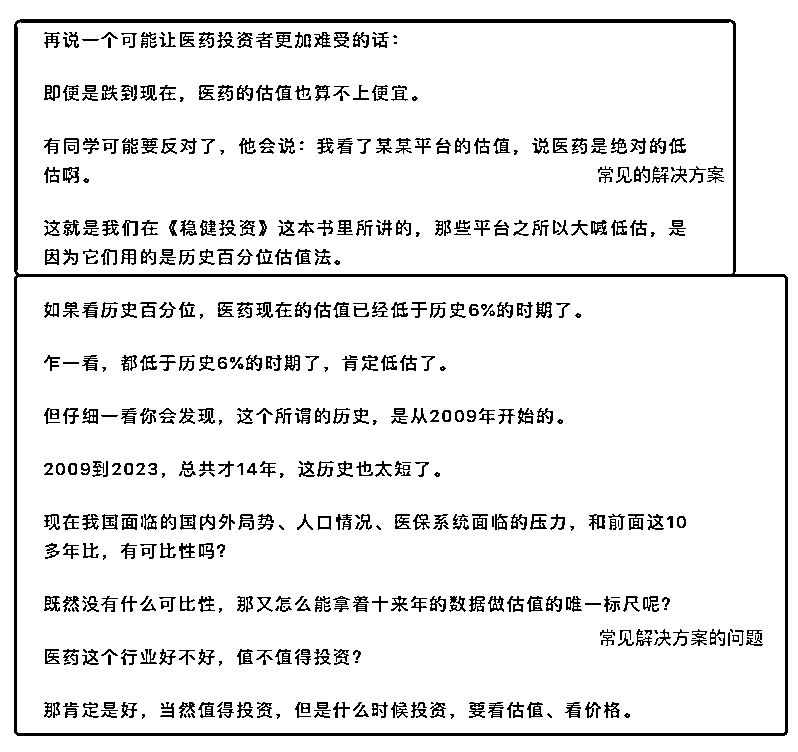 再说一个可能让医药投资者更加难受的话：
即便是跌到现在，医药的估值也算不上便宜。
有同学可能要反对了，他会说：我看了某某平台的估值，说医药是绝对的低
估啊。
常见的解决方案
这就是我们在《稳健投资》这本书里所讲的，那些平台之所以大喊低估，是
因为它们用的是历史百分位估值法。
如果看历史百分位，医药现在的估值已经低于历史6%的时期了。
乍一看，都低于历史6%的时期了，肯定低估了。
但仔细一看你会发现，这个所谓的历史，是从2009年开始的。
2009到2023，总共才14年，这历史也太短了。
现在我国面临的国内外局势、人口情况、医保系统面临的压力，和前面这10
多年比，有可比性吗？
既然没有什么可比性，那又怎么能拿着十来年的数据做估值的唯一标尺呢？
常见解决方案的问题
医药这个行业好不好，值不值得投资？
那肯定是好，当然值得投资，但是什么时候投资，要看估值、看价格。